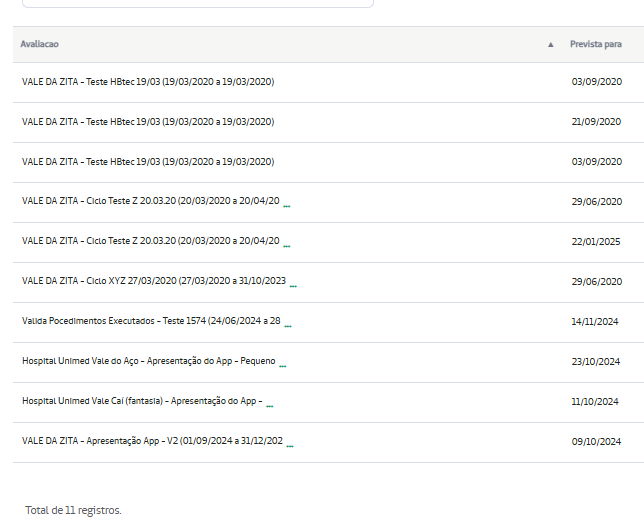 Avaliacao ▲ Prevista para
VALE DA ZITA - Teste HBtec 19/03 (19/03/2020 a 19/03/2020) 03/09/2020
VALE DA ZITA - Teste HBtec 19/03 (19/03/2020 a 19/03/2020) 21/09/2020
VALE DA ZITA - Teste HBtec 19/03 (19/03/2020 a 19/03/2020) 03/09/2020
VALE DA ZITA - Ciclo Teste Z 20.03.20 (20/03/2020 a 20/04/20 ... 29/06/2020
VALE DA ZITA - Ciclo Teste Z 20.03.20 (20/03/2020 a 20/04/20 ... 22/01/2025
VALE DA ZITA - Ciclo XYZ 27/03/2020 (27/03/2020 a 31/10/2023 ... 29/06/2020
Valida Pocedimentos Executados - Teste 1574 (24/06/2024 a 28 ... 14/11/2024
Hospital Unimed Vale do Aço - Apresentação do App - Pequeno ... 23/10/2024
Hospital Unimed Vale Caí (fantasia) - Apresentação do App - ... 11/10/2024
VALE DA ZITA - Apresentação App - V2 (01/09/2024 a 31/12/202 ... 09/10/2024
Total de 11 registros.